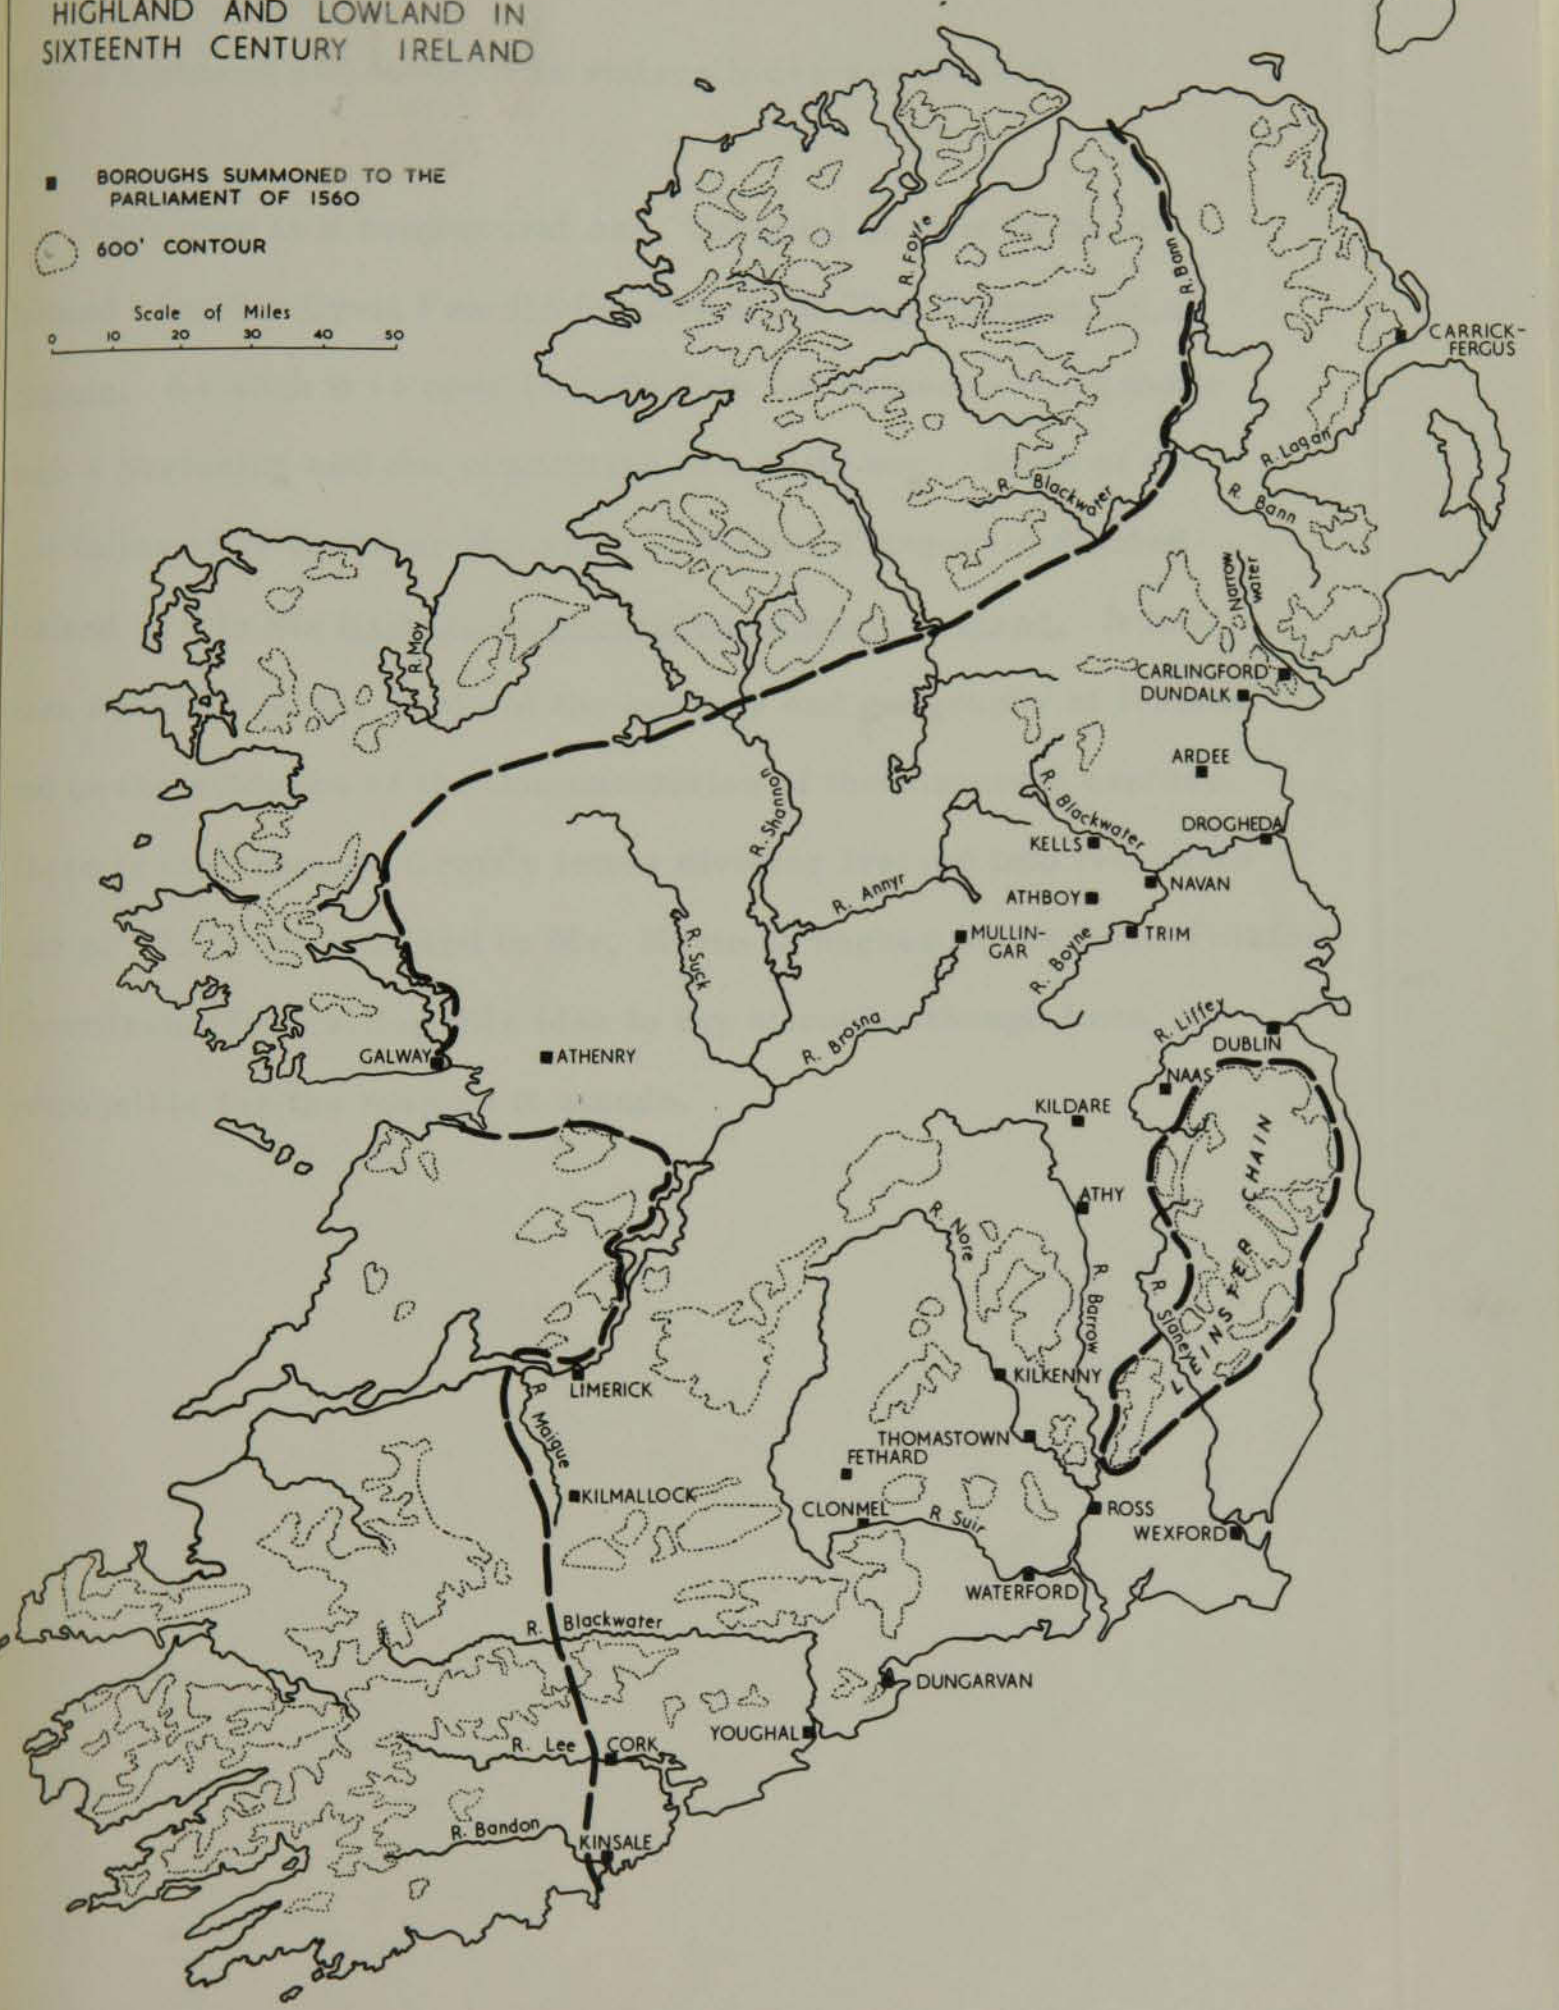 HIGHLAND AND LOWLAND IN
SIXTEENTH CENTURY IRELAND
BOROUGHS SUMMONED TO THE
PARLIAMENT OF 1560
600' CONTOUR
Scale of Miles
0 10 20 30 40 50
R. Foyle
R. Bann
CARRICK-
FERGUS
R. Lagan
R. Blackwater
R. Bann
Narrow
water
R. Moy
CARLINGFORD
DUNDALK
ARDEE
R. Shannon
R. Blackwater
DROGHEDA
KELLS
NAVAN
R. Annyr
ATHBOY
MULLIN-
GAR
TRIM
R. Boyne
R. Suck
R. Liffey
R. Brosna
DUBLIN
GALWAY
ATHENRY
NAAS
KILDARE
LEINSTER CHAIN
ATHY
R. Nore
R. Barrow
R. Slaney
KILKENNY
LIMERICK
R. Maigue
THOMASTOWN
FETHARD
KILMALLOCK
CLONMEL
R. Suir
ROSS
WEXFORD
WATERFORD
R. Blackwater
DUNGARVAN
YOUGHAL
R. Lee
CORK
R. Bandon
KINSALE